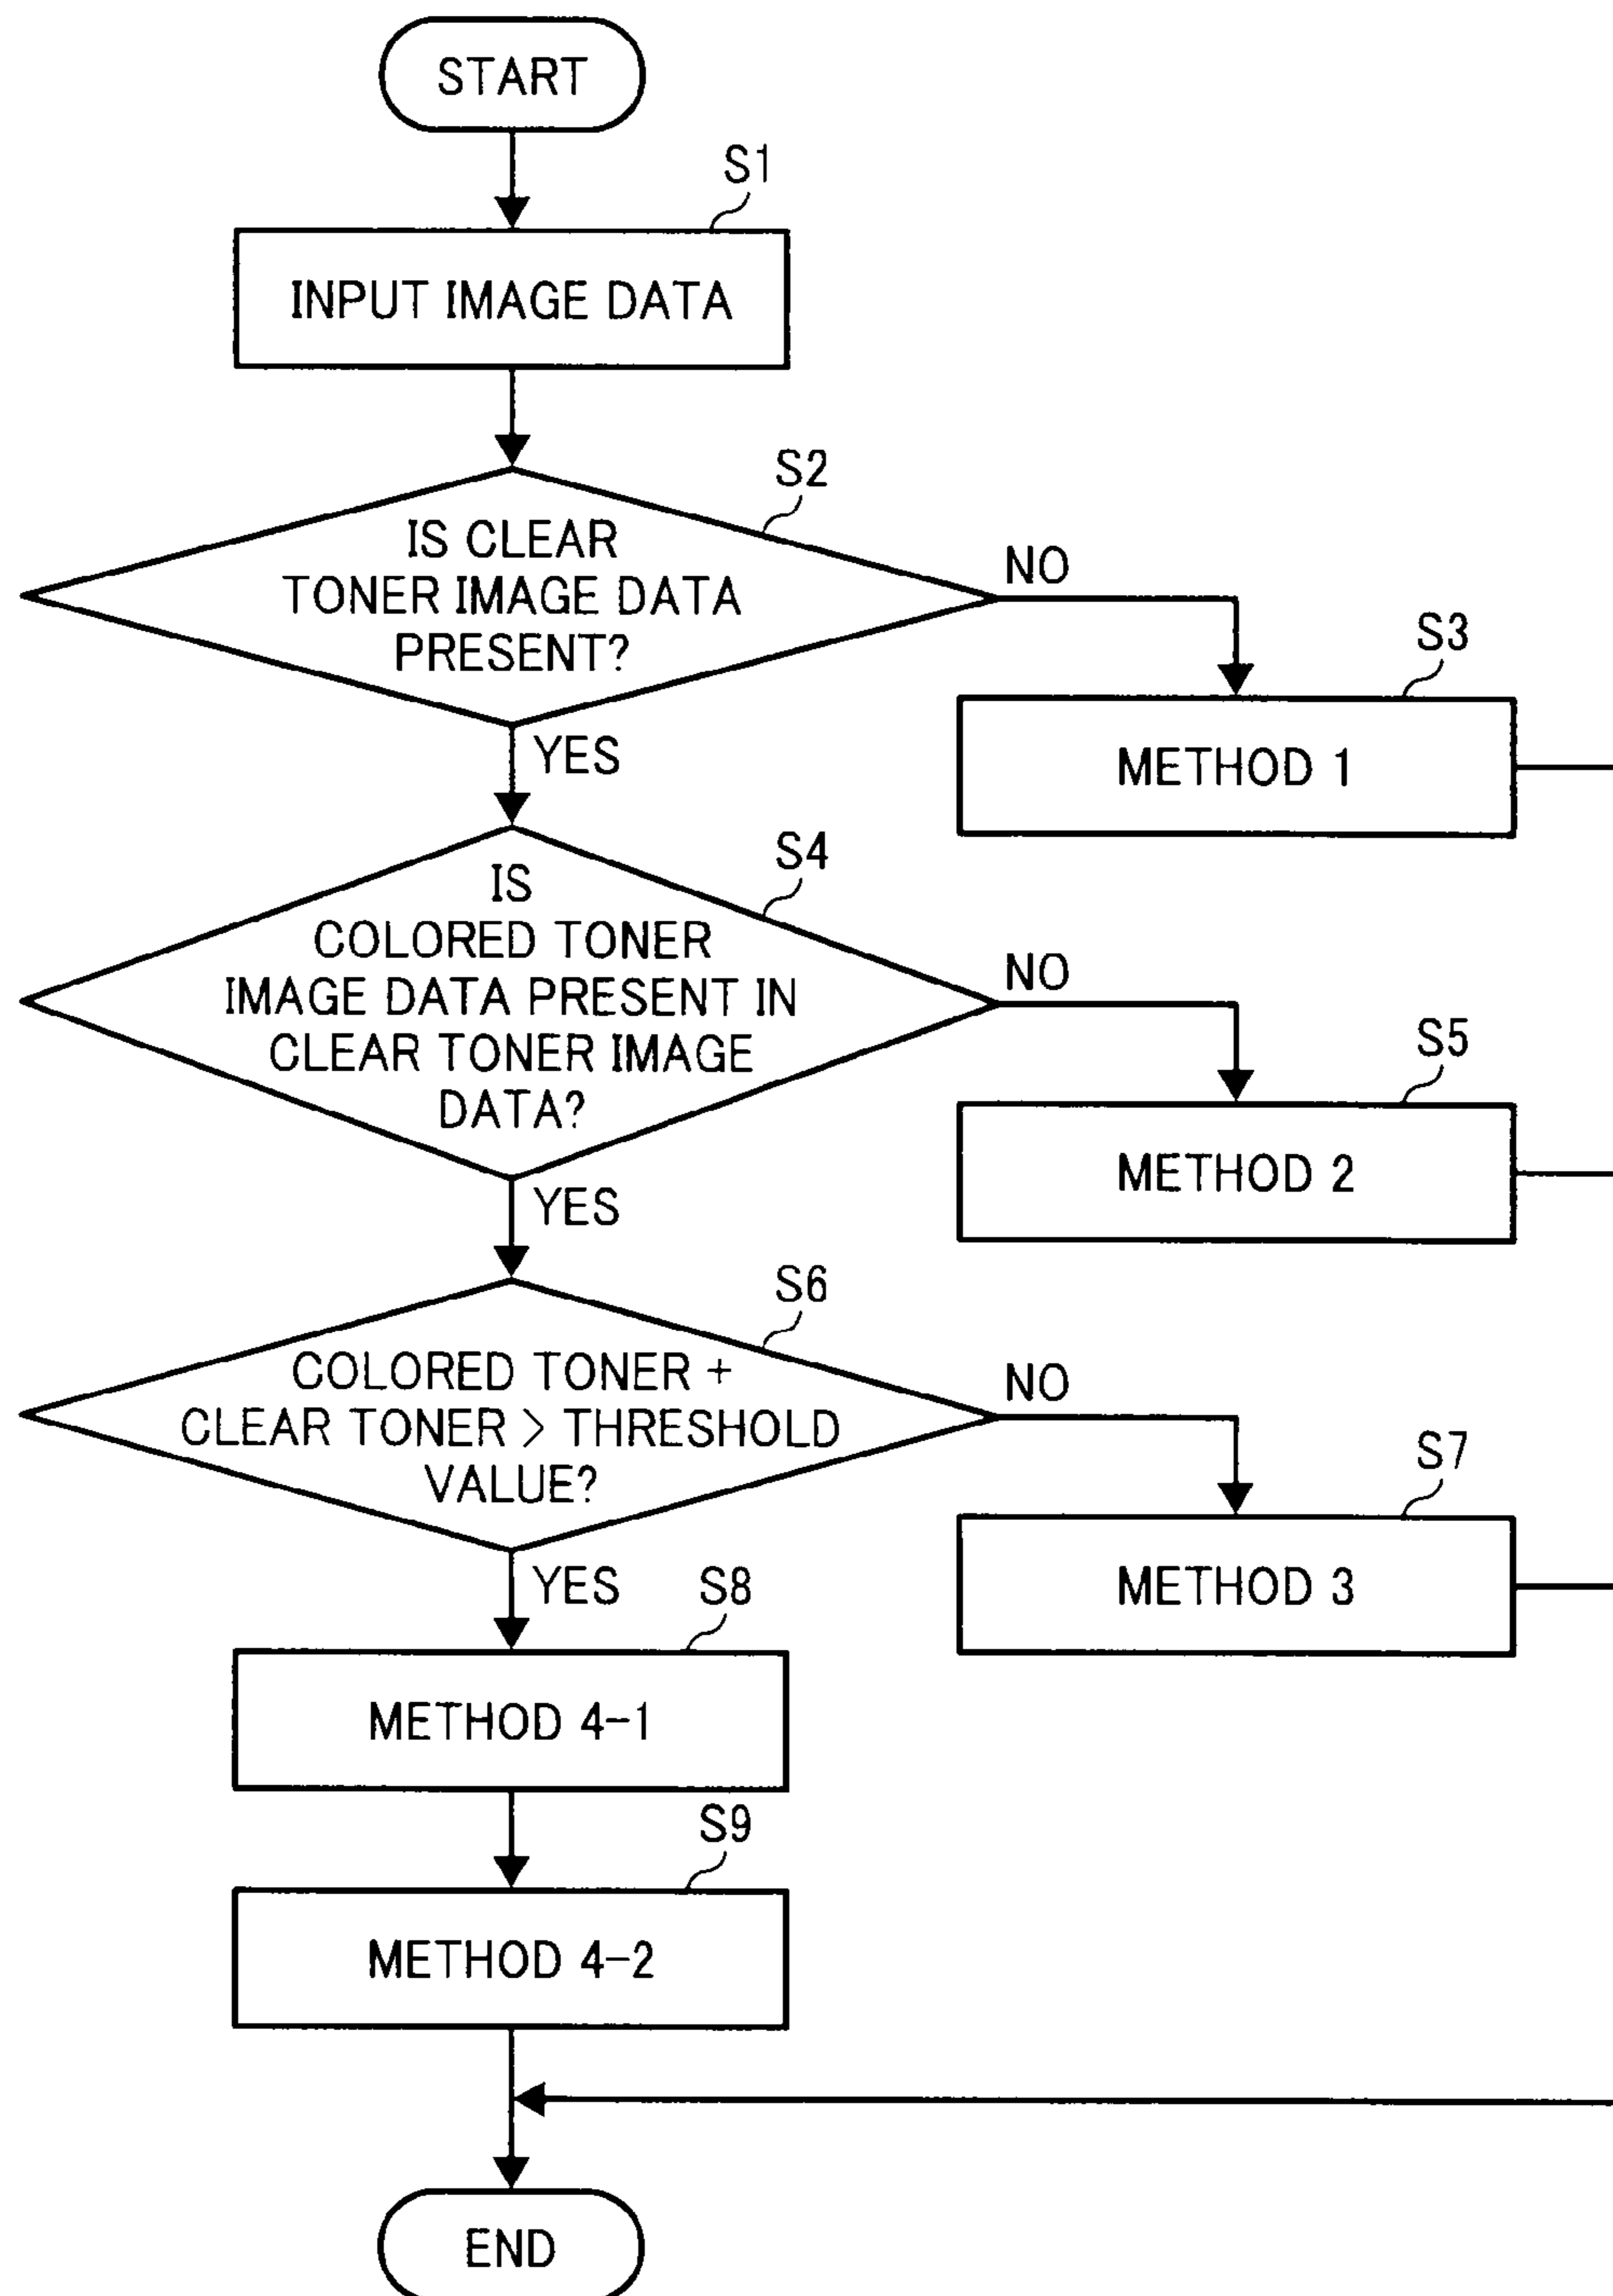 START
S1
INPUT IMAGE DATA
S2
IS CLEAR
TONER IMAGE DATA
PRESENT?
NO
S3
METHOD 1
YES
S4
IS
COLORED TONER
IMAGE DATA PRESENT IN
CLEAR TONER IMAGE
DATA?
NO
S5
METHOD 2
YES
S6
COLORED TONER +
CLEAR TONER > THRESHOLD
VALUE?
NO
S7
METHOD 3
YES
S8
METHOD 4-1
S9
METHOD 4-2
END